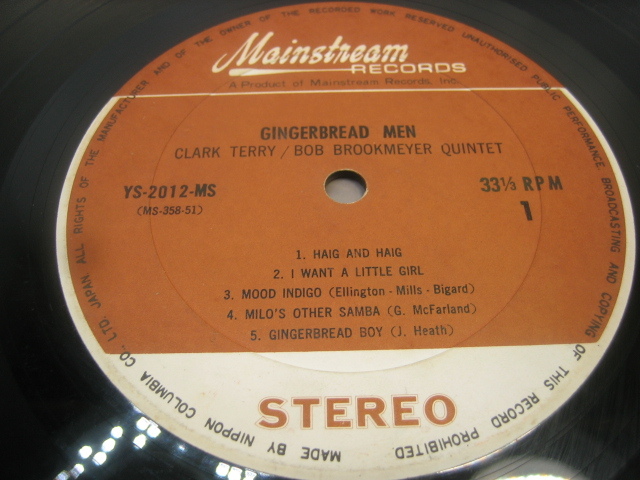 Mainstream
RECORDS
A Product of Mainstream Records, Inc.
GINGERBREAD MEN
CLARK TERRY / BOB BROOKMEYER QUINTET
YS-2012-MS
(MS-358-51)
33⅓ RPM
1
1. HAIG AND HAIG
2. I WANT A LITTLE GIRL
3. MOOD INDIGO (Ellington - Mills - Bigard)
4. MILO'S OTHER SAMBA (G. McFarland)
5. GINGERBREAD BOY (J. Heath)
STEREO
MADE BY NIPPON COLUMBIA CO., LTD. JAPAN ALL RIGHTS OF THE MANUFACTURER AND OF THE OWNER OF THE RECORDED WORK RESERVED UNAUTHORISED PUBLIC PERFORMANCE BROADCASTING AND COPYING OF THIS RECORD PROHIBITED.